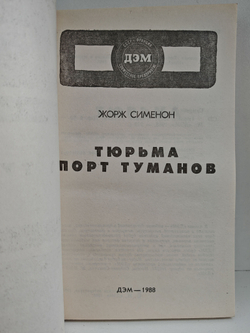 ДЭМ
ЖОРЖ СИМЕНОН
ТЮРЬМА
ПОРТ ТУМАНОВ
ДЭМ — 1988